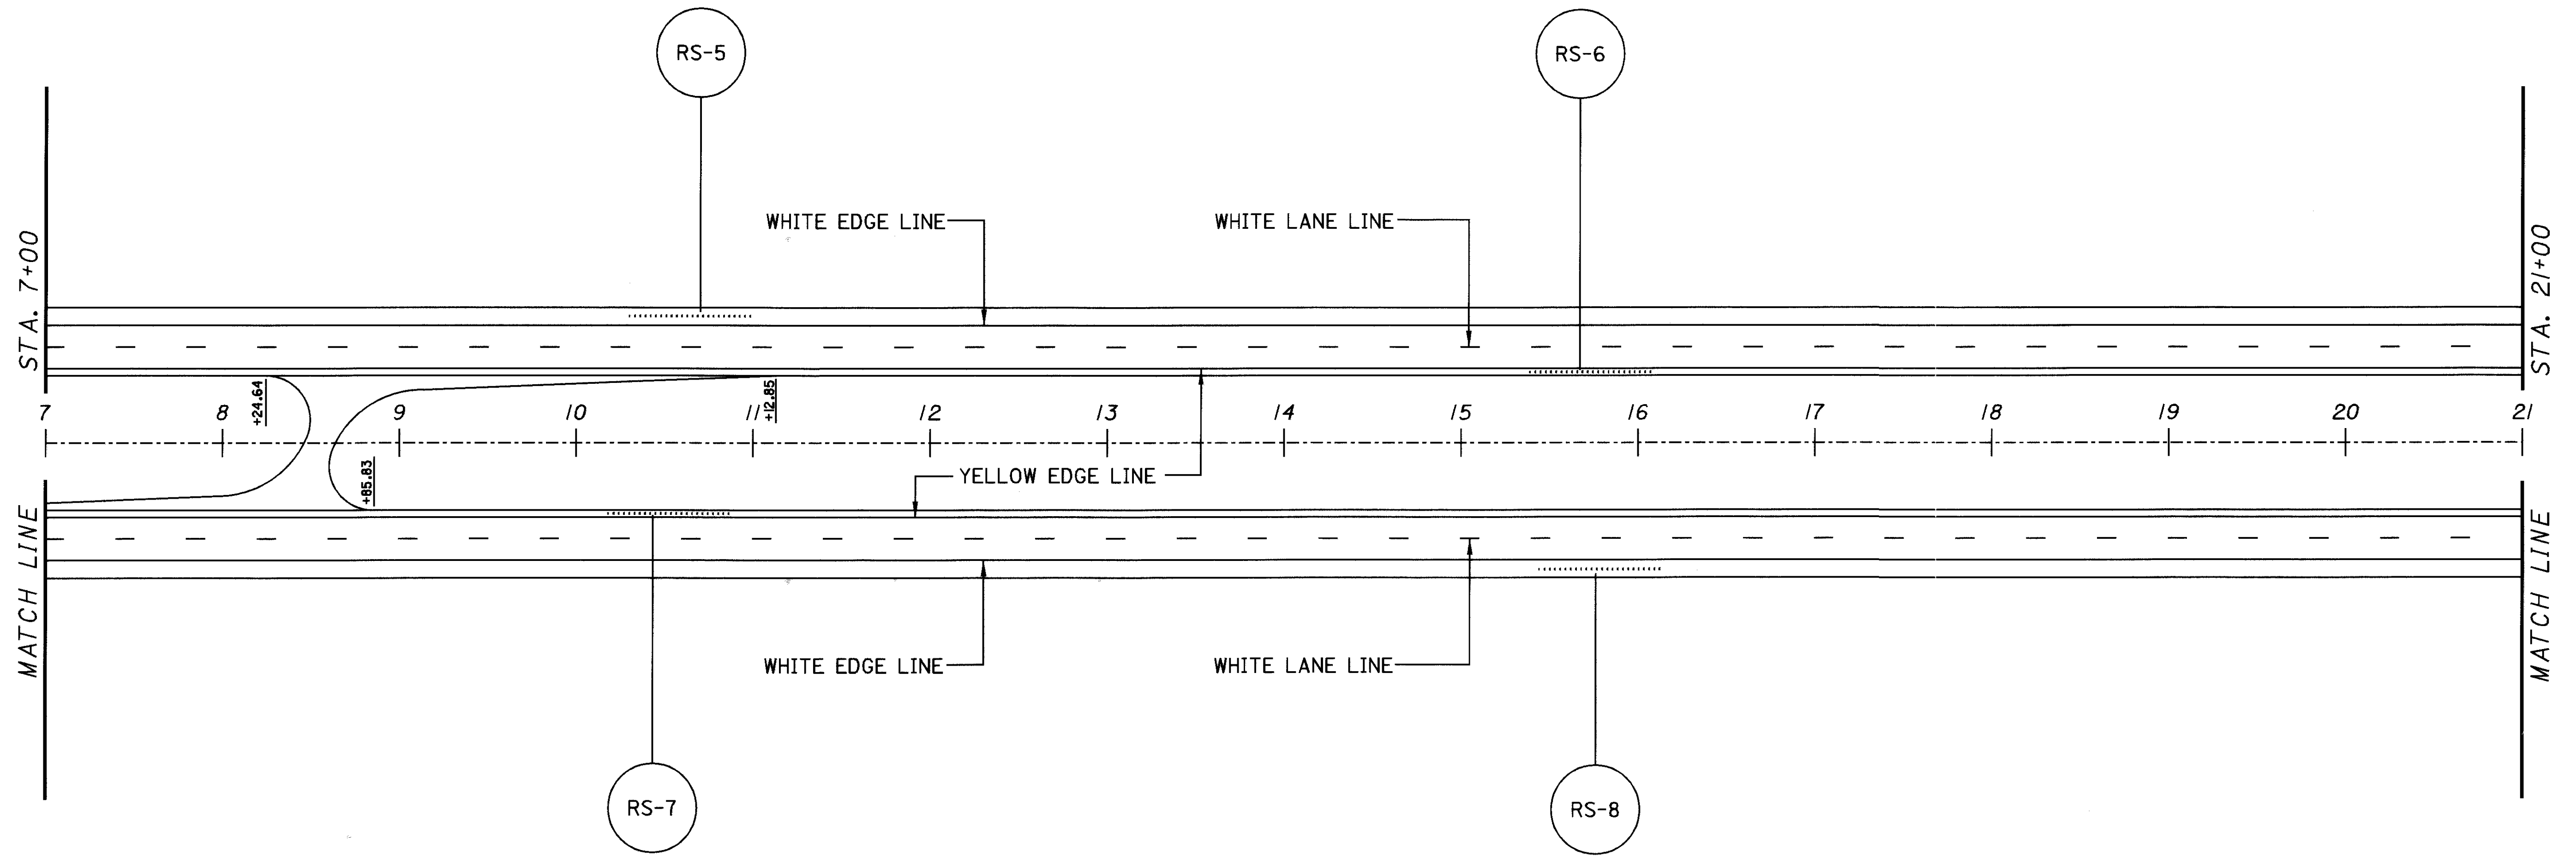 RS-5
RS-6
WHITE EDGE LINE
WHITE LANE LINE
STA. 7+00
STA. 21+00
+24.64
+12.85
7 8 9 10 11 12 13 14 15 16 17 18 19 20 21
+85.83
YELLOW EDGE LINE
MATCH LINE
MATCH LINE
WHITE EDGE LINE
WHITE LANE LINE
RS-7
RS-8